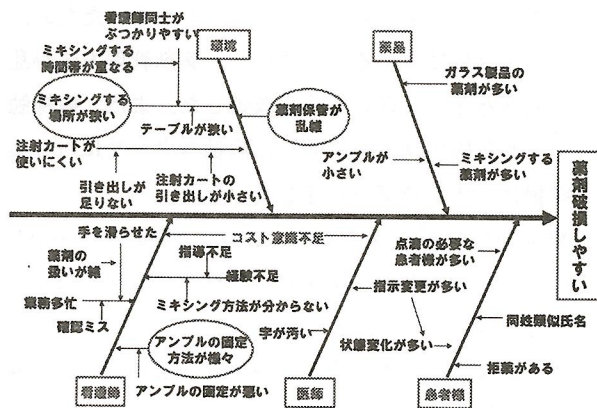 看護師同士が
ぶつかりやすい
ミキシングする
時間帯が重なる
ミキシングする
場所が狭い
テーブルが狭い
注射カートが
使いにくい
引き出しが
足りない
注射カートの
引き出しが小さい
環境
薬剤保管が
乱雑
薬品
ガラス製品の
薬剤が多い
アンプルが
小さい
ミキシングする
薬剤が多い
薬剤破損しやすい
手を滑らせた
薬剤の
扱いが雑
業務多忙
確認ミス
コスト意識不足
指導不足
経験不足
ミキシング方法が分からない
アンプルの固定
方法が様々
アンプルの固定が悪い
看護師
字が汚い
指示変更が多い
医師
点滴の必要な
患者様が多い
状態変化が多い
同姓類似氏名
拒薬がある
患者様